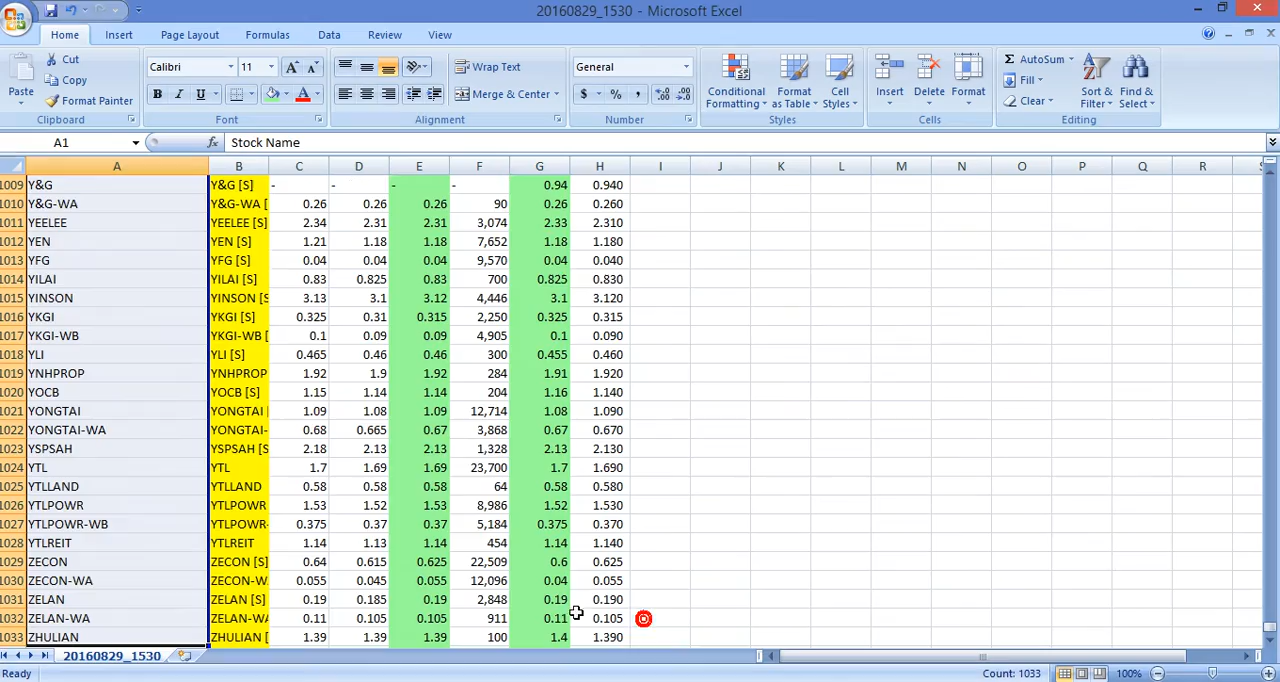 20160829_1530 - Microsoft Excel
Home Insert Page Layout Formulas Data Review View
Paste
Cut
Copy
Format Painter
Clipboard
Calibri 11
Font
Wrap Text
Merge & Center
Alignment
General
Number
Conditional Formatting
Format as Table
Cell Styles
Styles
Insert
Delete
Format
Cells
AutoSum
Fill
Clear
Sort & Filter
Find & Select
Editing
A1 fx Stock Name
A B C D E F G H I J K L M N O P Q R
1009 Y&G Y&G [S] - - - - 0.94 0.940
1010 Y&G-WA Y&G-WA [ 0.26 0.26 0.26 90 0.26 0.260
1011 YEELEE YEELEE [S] 2.34 2.31 2.31 3,074 2.33 2.310
1012 YEN YEN [S] 1.21 1.18 1.18 7,652 1.18 1.180
1013 YFG YFG [S] 0.04 0.04 0.04 9,570 0.04 0.040
1014 YILAI YILAI [S] 0.83 0.825 0.83 700 0.825 0.830
1015 YINSON YINSON [S 3.13 3.1 3.12 4,446 3.1 3.120
1016 YKGI YKGI [S] 0.325 0.31 0.315 2,250 0.325 0.315
1017 YKGI-WB YKGI-WB [ 0.1 0.09 0.09 4,905 0.1 0.090
1018 YLI YLI [S] 0.465 0.46 0.46 300 0.455 0.460
1019 YNHPROP YNHPROP 1.92 1.9 1.92 284 1.91 1.920
1020 YOCB YOCB [S] 1.15 1.14 1.14 204 1.16 1.140
1021 YONGTAI YONGTAI [ 1.09 1.08 1.09 12,714 1.08 1.090
1022 YONGTAI-WA YONGTAI- 0.68 0.665 0.67 3,868 0.67 0.670
1023 YSPSAH YSPSAH [S 2.18 2.13 2.13 1,328 2.13 2.130
1024 YTL YTL 1.7 1.69 1.69 23,700 1.7 1.690
1025 YTLLAND YTLLAND 0.58 0.58 0.58 64 0.58 0.580
1026 YTLPOWR YTLPOWR 1.53 1.52 1.53 8,986 1.52 1.530
1027 YTLPOWR-WB YTLPOWR- 0.375 0.37 0.37 5,184 0.375 0.370
1028 YTLREIT YTLREIT 1.14 1.13 1.14 454 1.14 1.140
1029 ZECON ZECON [S] 0.64 0.615 0.625 22,509 0.6 0.625
1030 ZECON-WA ZECON-W 0.055 0.045 0.055 12,096 0.04 0.055
1031 ZELAN ZELAN [S] 0.19 0.185 0.19 2,848 0.19 0.190
1032 ZELAN-WA ZELAN-WA 0.11 0.105 0.105 911 0.11 0.105
1033 ZHULIAN ZHULIAN [ 1.39 1.39 1.39 100 1.4 1.390
20160829_1530
Ready Count: 1033 100%